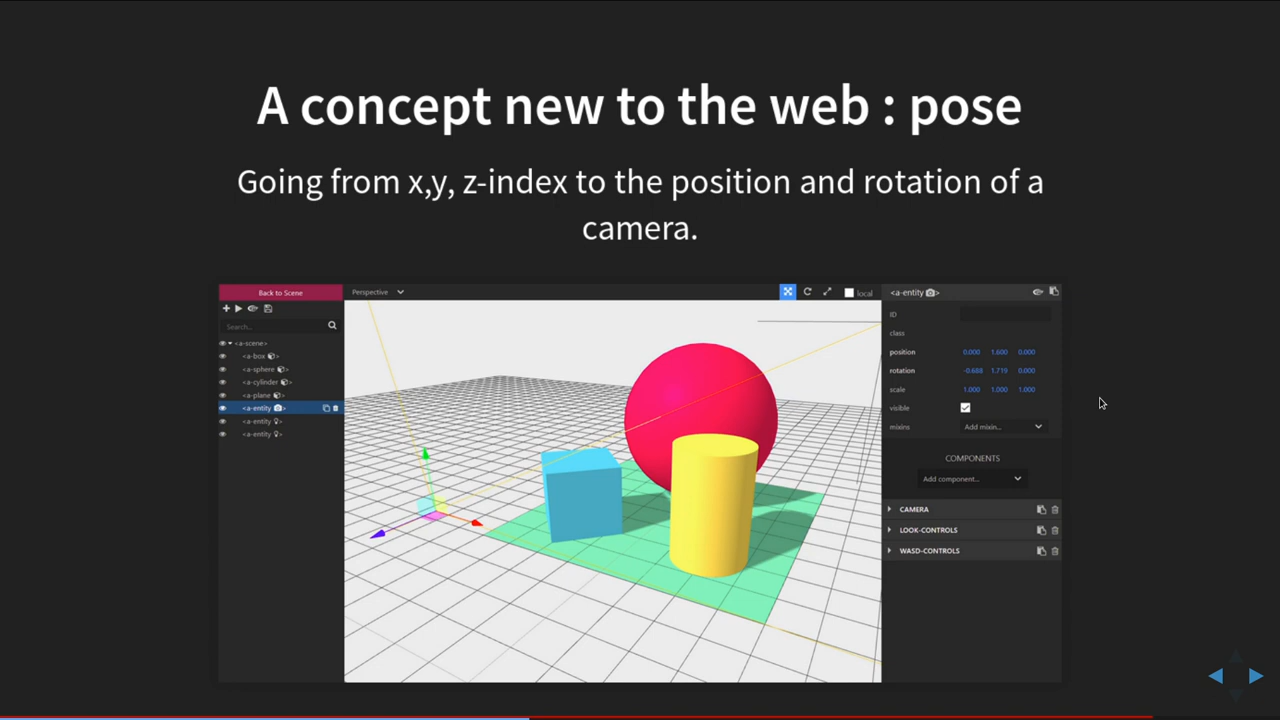 A concept new to the web : pose
Going from x,y, z-index to the position and rotation of a
camera.
Back to Scene
Search...
<a-scene>
<a-box >
<a-sphere >
<a-cylinder >
<a-plane >
<a-entity >
<a-entity >
<a-entity >
Perspective
local
<a-entity >
ID
class
position 0.000 1.600 0.000
rotation -0.688 1.719 0.000
scale 1.000 1.000 1.000
visible
mixins Add mixin...
COMPONENTS
Add component...
CAMERA
LOOK-CONTROLS
WASD-CONTROLS